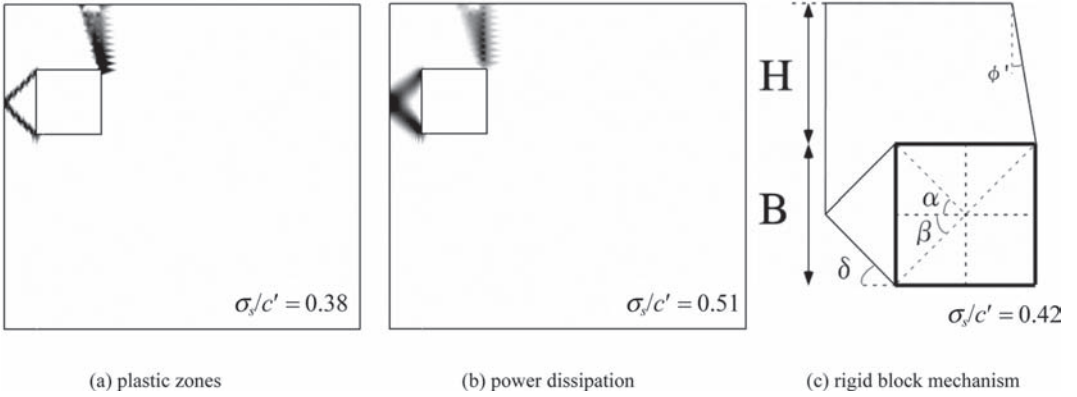 σₛ/c' = 0.38
(a) plastic zones
σₛ/c' = 0.51
(b) power dissipation
H
ϕ'
B
α
β
δ
σₛ/c' = 0.42
(c) rigid block mechanism